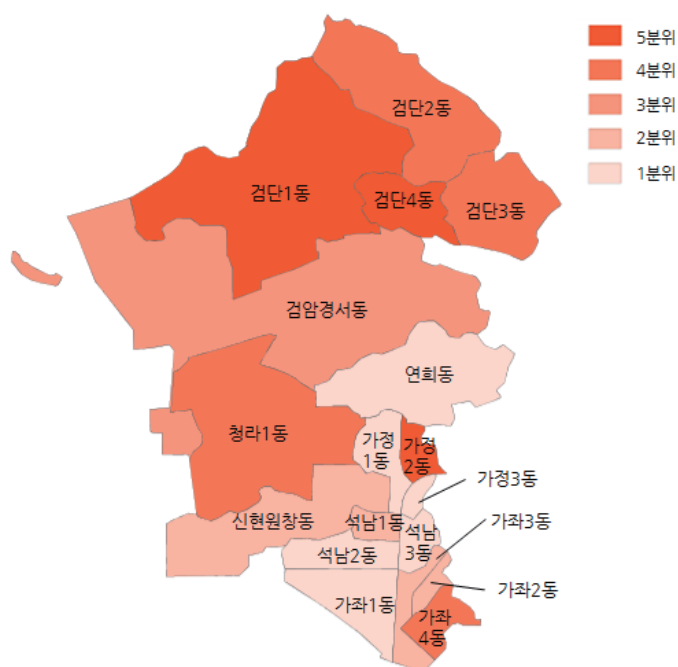 5분위
4분위
3분위
2분위
1분위
검단2동
검단1동
검단4동
검단3동
검암경서동
연희동
청라1동
가정
1동
가정
2동
가정3동
신현원창동
석남1동
석남
3동
가좌3동
석남2동
가좌2동
가좌1동
가좌
4동